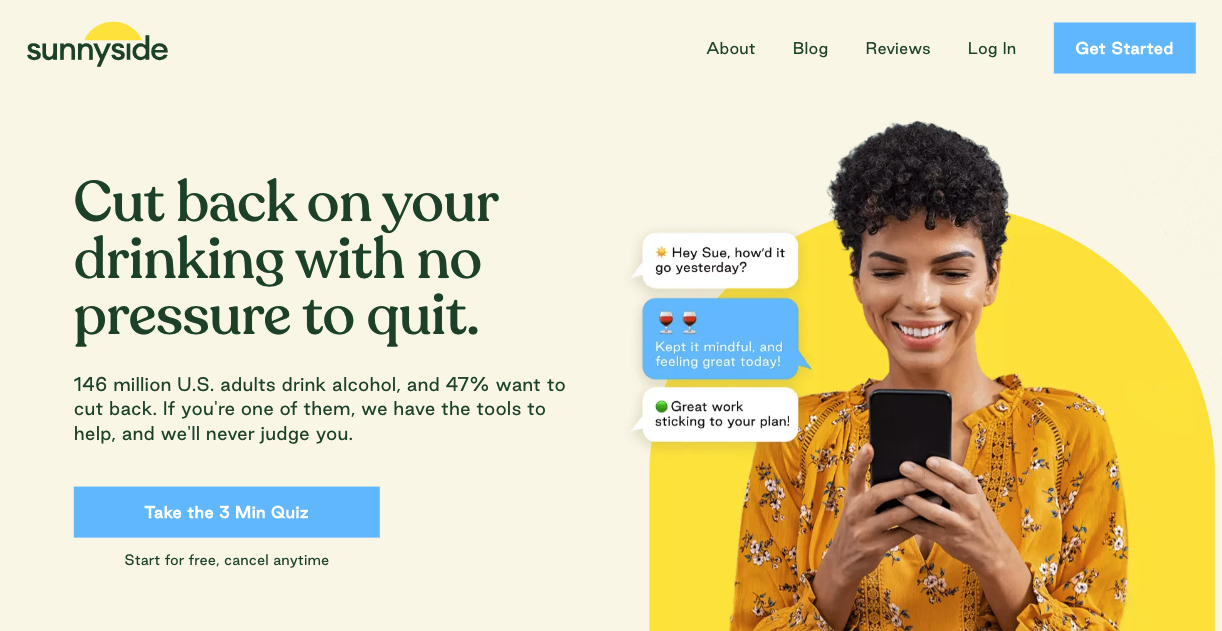 sunnyside
About
Blog
Reviews
Log In
Get Started
Cut back on your
drinking with no
pressure to quit.
146 million U.S. adults drink alcohol, and 47% want to
cut back. If you're one of them, we have the tools to
help, and we'll never judge you.
Take the 3 Min Quiz
Start for free, cancel anytime
Hey Sue, how'd it
go yesterday?
Kept it mindful, and
feeling great today!
Great work
sticking to your plan!